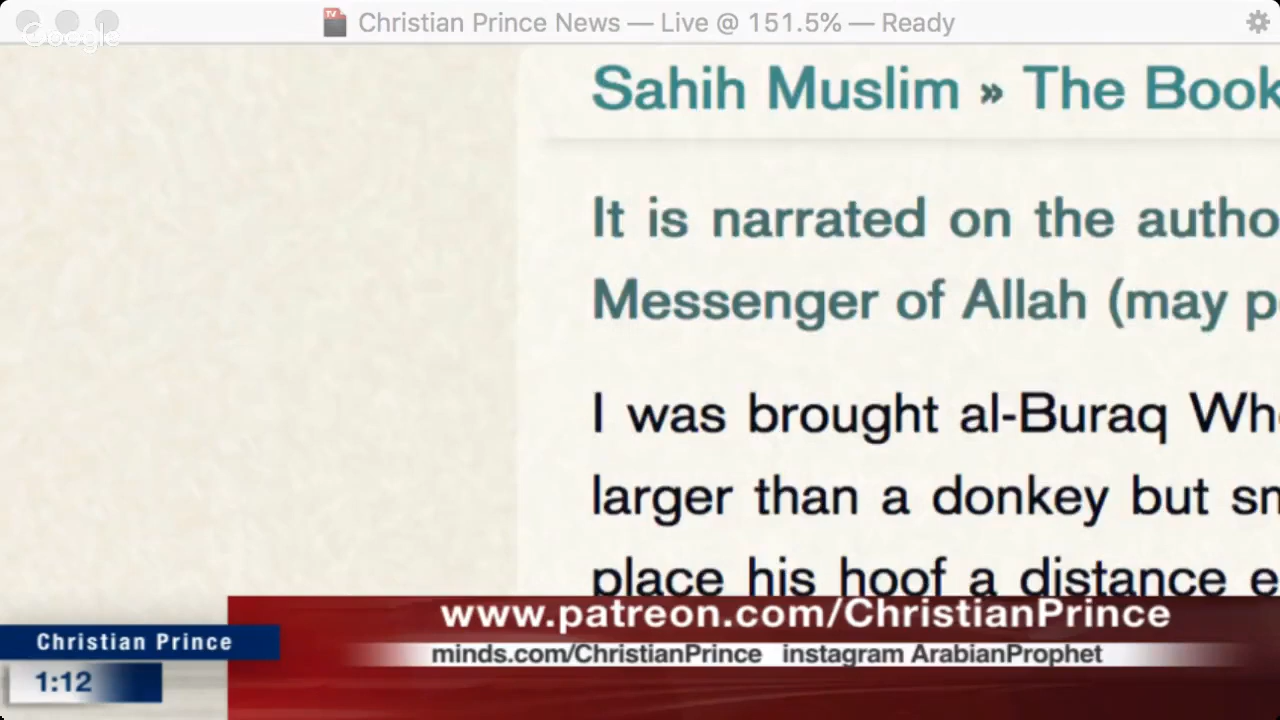 Christian Prince News — Live @ 151.5% — Ready
Google
Sahih Muslim » The Book
It is narrated on the autho
Messenger of Allah (may p
I was brought al-Buraq Wh
larger than a donkey but sm
place his hoof a distance e
www.patreon.com/ChristianPrince
minds.com/ChristianPrince instagram ArabianProphet
Christian Prince
1:12